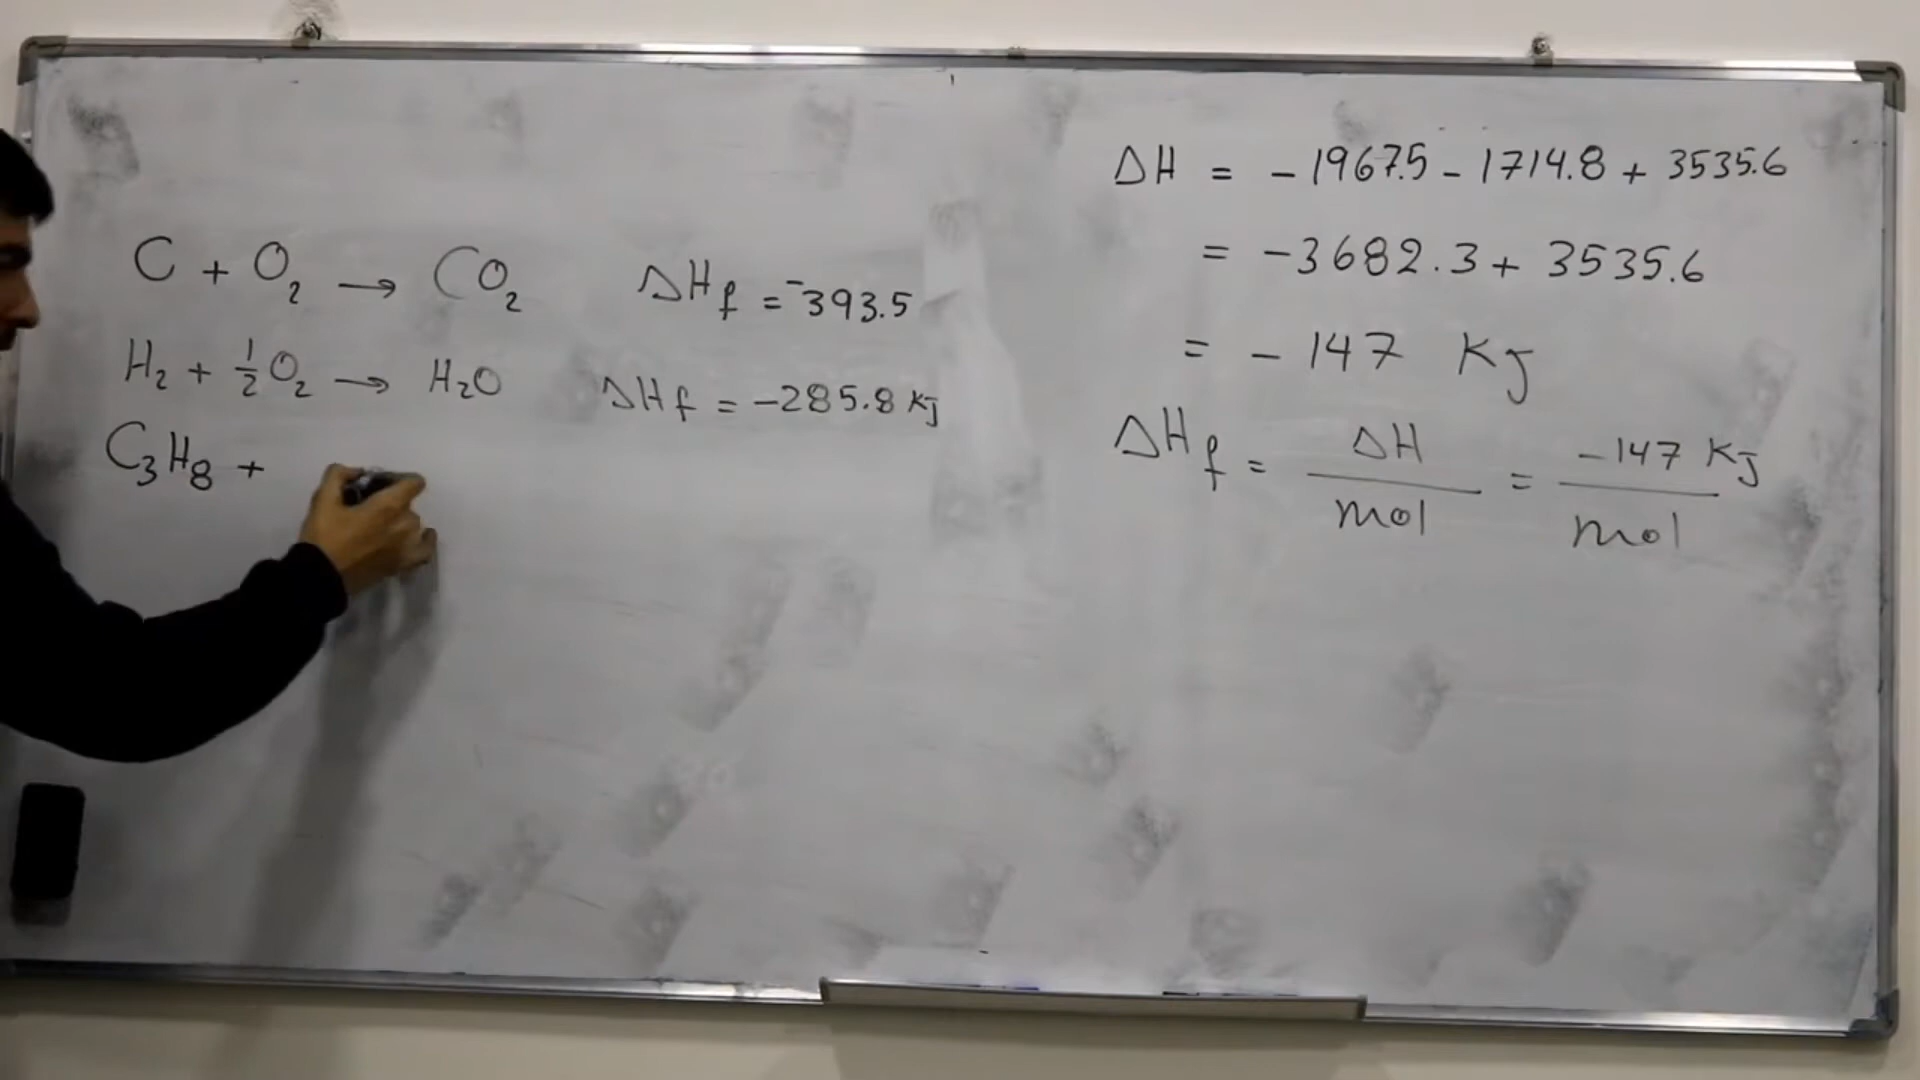 C + O₂ → CO₂ ΔHf = -393.5
H₂ + ½O₂ → H₂O ΔHf = -285.8 KJ
C₃H₈ +
ΔH = - 1967.5 - 1714.8 + 3535.6
= -3682.3 + 3535.6
= - 147 KJ
ΔHf = ΔH / mol = -147 KJ / mol